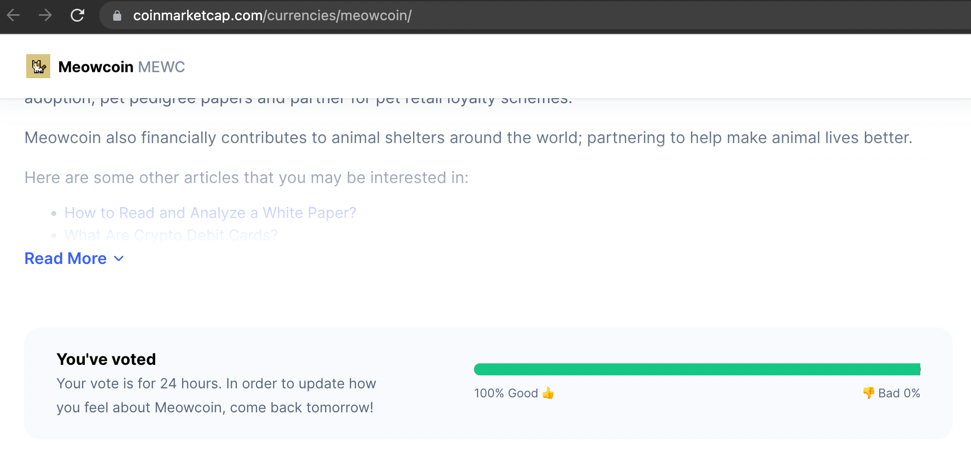 coinmarketcap.com/currencies/meowcoin/
Meowcoin MEWC
adoption, pet pedigree papers and partner for pet retail loyalty schemes.
Meowcoin also financially contributes to animal shelters around the world; partnering to help make animal lives better.
Here are some other articles that you may be interested in:
How to Read and Analyze a White Paper?
What Are Crypto Debit Cards?
Read More
You've voted
Your vote is for 24 hours. In order to update how
you feel about Meowcoin, come back tomorrow!
100% Good 👍
👎 Bad 0%